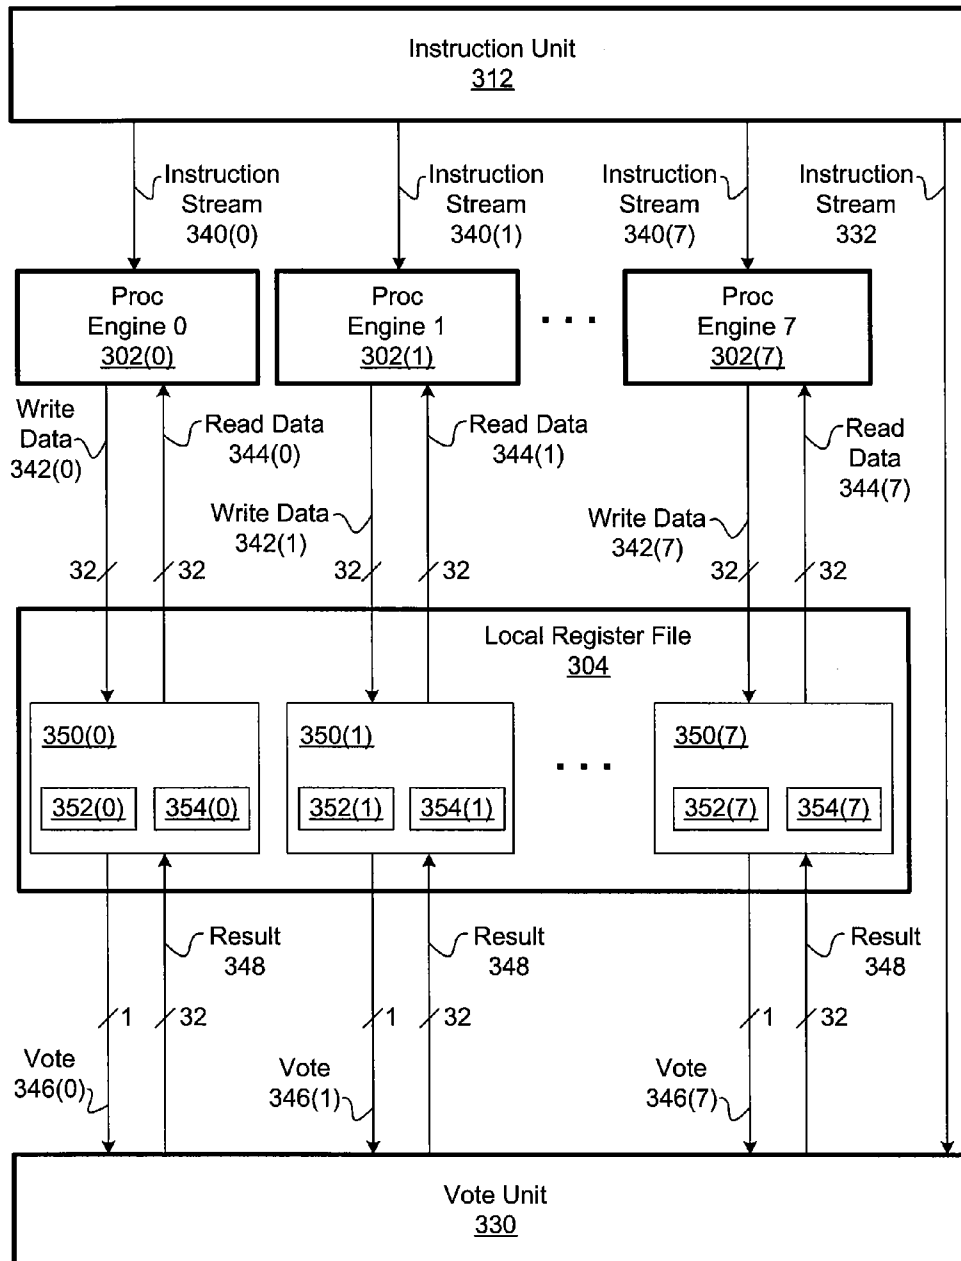 Instruction Unit
312
Instruction
Stream
340(0)
Instruction
Stream
340(1)
Instruction
Stream
340(7)
Instruction
Stream
332
Proc
Engine 0
302(0)
Proc
Engine 1
302(1)
. . .
Proc
Engine 7
302(7)
Write
Data
342(0)
Read Data
344(0)
Write Data
342(1)
Read Data
344(1)
Write Data
342(7)
Read
Data
344(7)
32
32
32
32
32
32
Local Register File
304
350(0)
352(0)
354(0)
350(1)
352(1)
354(1)
. . .
350(7)
352(7)
354(7)
Result
348
Result
348
Result
348
1
32
1
32
1
32
Vote
346(0)
Vote
346(1)
Vote
346(7)
Vote Unit
330